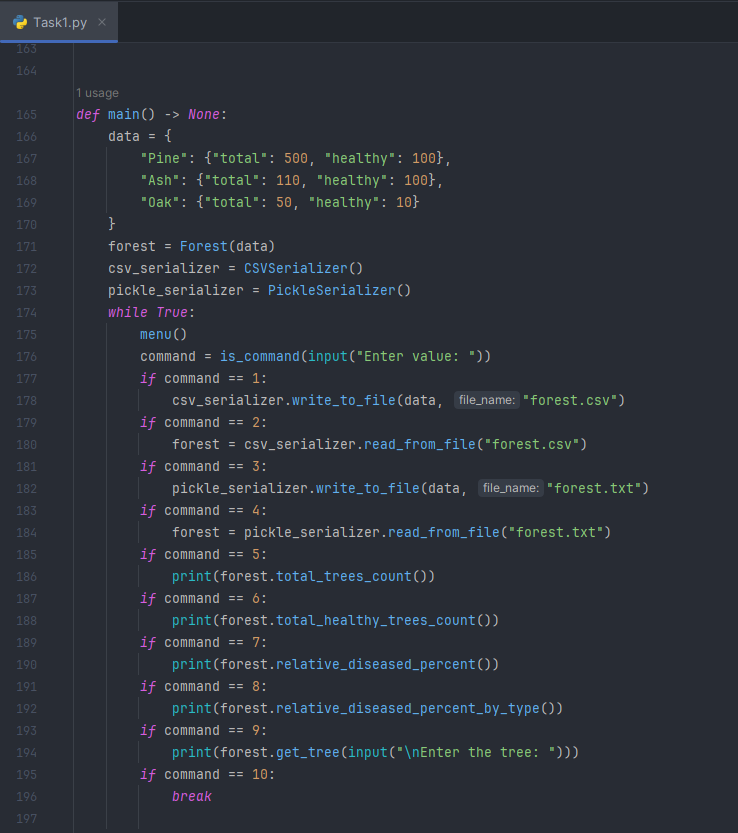 Task1.py ×
163
164
1 usage
165 def main() -> None:
166     data = {
167         "Pine": {"total": 500, "healthy": 100},
168         "Ash": {"total": 110, "healthy": 100},
169         "Oak": {"total": 50, "healthy": 10}
170     }
171     forest = Forest(data)
172     csv_serializer = CSVSerializer()
173     pickle_serializer = PickleSerializer()
174     while True:
175         menu()
176         command = is_command(input("Enter value: "))
177         if command == 1:
178             csv_serializer.write_to_file(data, file_name: "forest.csv")
179         if command == 2:
180             forest = csv_serializer.read_from_file("forest.csv")
181         if command == 3:
182             pickle_serializer.write_to_file(data, file_name: "forest.txt")
183         if command == 4:
184             forest = pickle_serializer.read_from_file("forest.txt")
185         if command == 5:
186             print(forest.total_trees_count())
187         if command == 6:
188             print(forest.total_healthy_trees_count())
189         if command == 7:
190             print(forest.relative_diseased_percent())
191         if command == 8:
192             print(forest.relative_diseased_percent_by_type())
193         if command == 9:
194             print(forest.get_tree(input("\nEnter the tree: ")))
195         if command == 10:
196             break
197